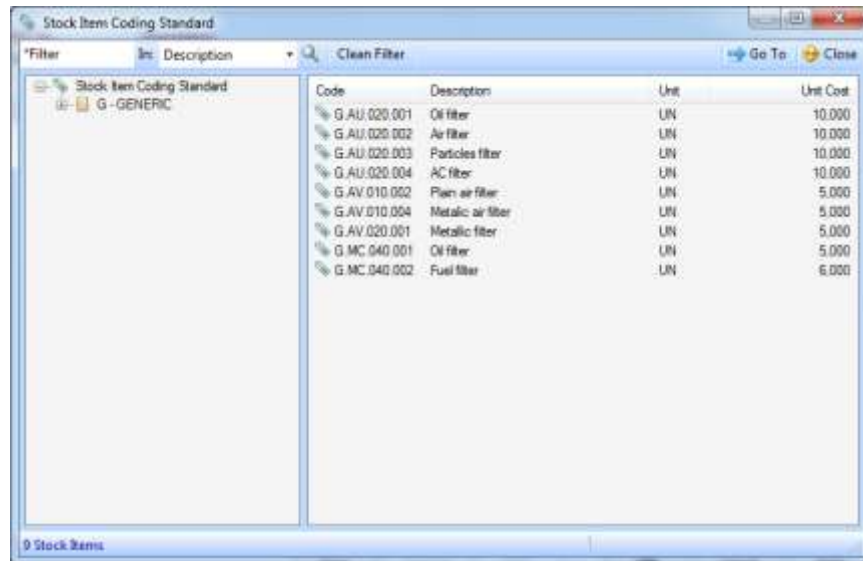 Stock Item Coding Standard
*Filter In: Description Clean Filter Go To Close
Stock Item Coding Standard
G - GENERIC
Code Description Unit Unit Cost
G.AU.020.001 Oil filter UN 10,000
G.AU.020.002 Air filter UN 10,000
G.AU.020.003 Particles filter UN 10,000
G.AU.020.004 AC filter UN 10,000
G.AV.010.002 Plain air filter UN 5,000
G.AV.010.004 Metalic air filter UN 5,000
G.AV.020.001 Metallic filter UN 5,000
G.MC.040.001 Oil filter UN 5,000
G.MC.040.002 Fuel filter UN 6,000
9 Stock Items